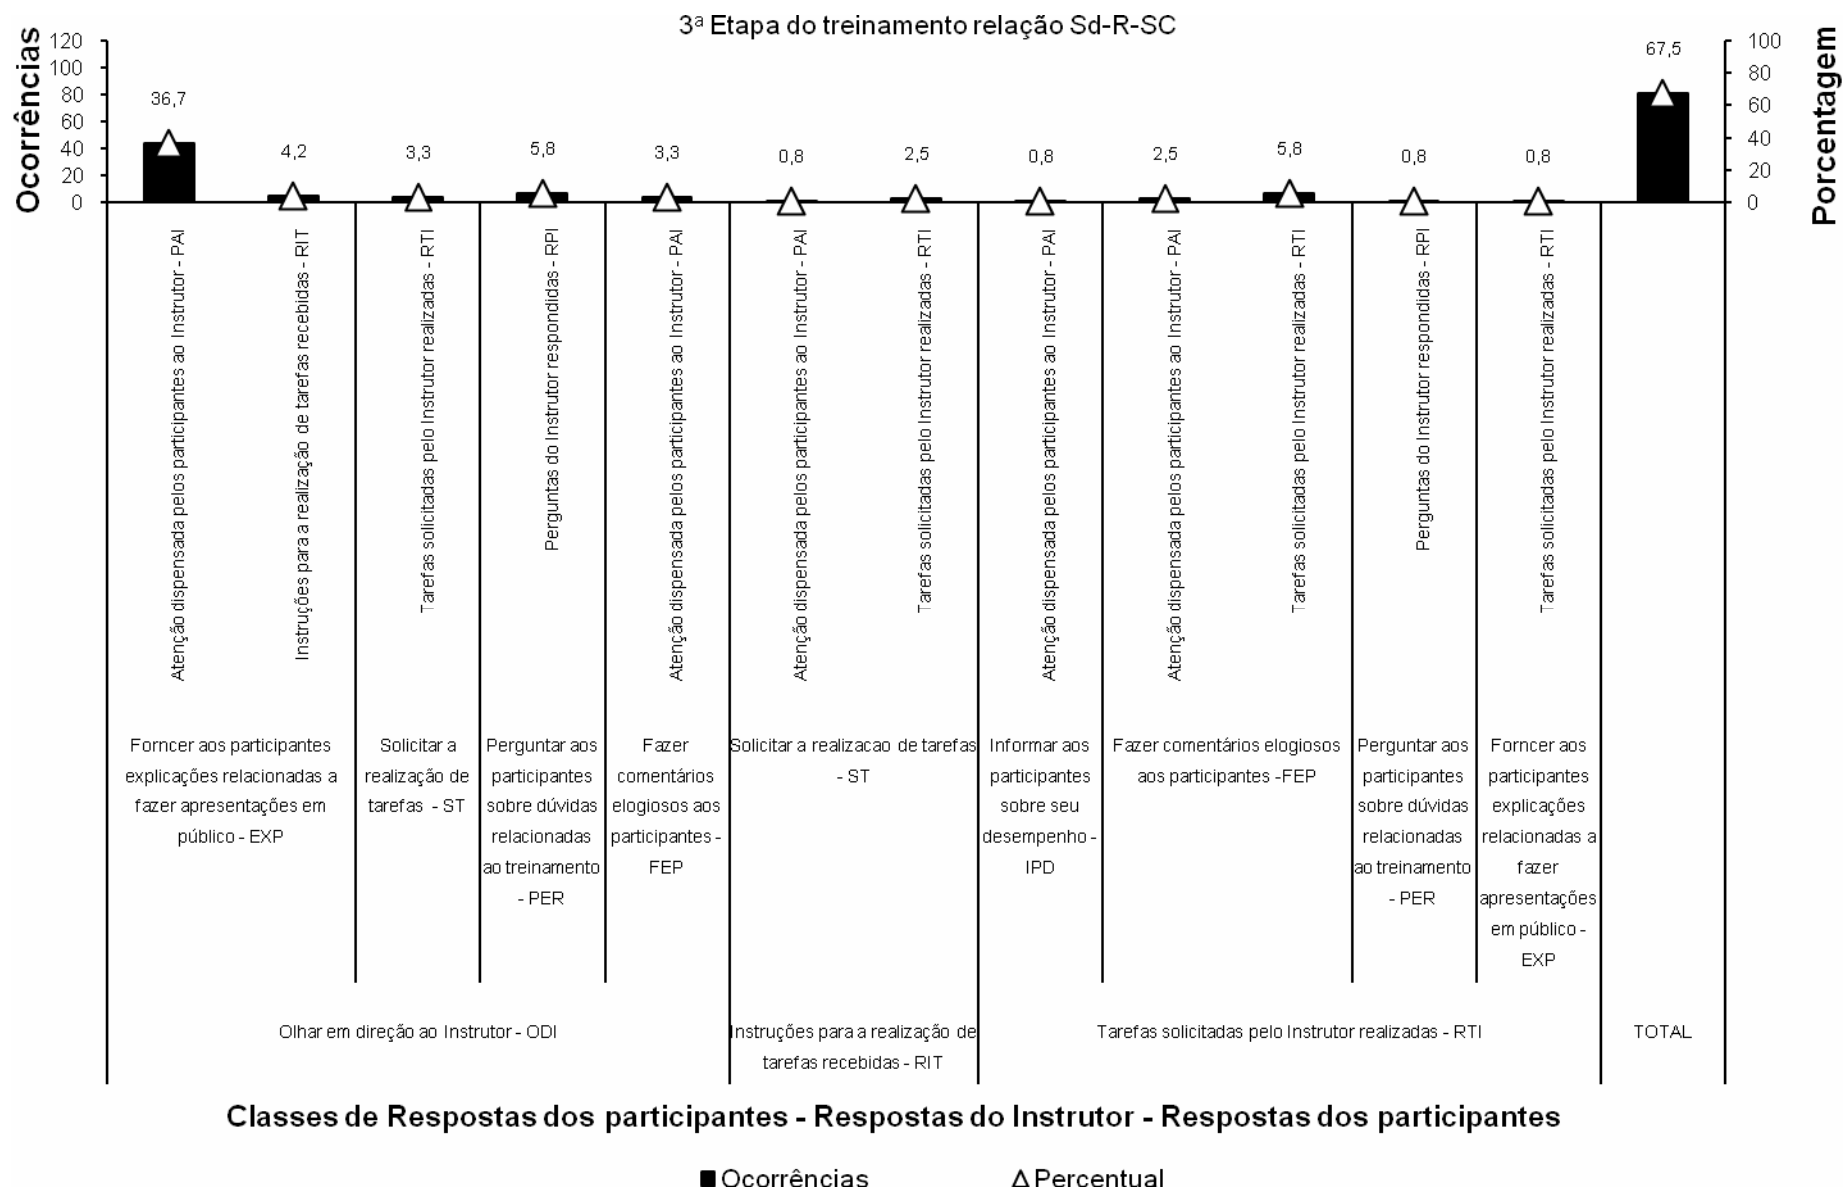 3ª Etapa do treinamento relação Sd-R-SC
Ocorrências
120
100
80
60
40
20
0
36,7
4,2
3,3
5,8
3,3
0,8
2,5
0,8
2,5
5,8
0,8
0,8
67,5
100
80
60
40
20
0
Porcentagem
Atenção dispensada pelos participantes ao Instrutor - PAI
Instruções para a realização de tarefas recebidas - RIT
Tarefas solicitadas pelo Instrutor realizadas - RTI
Perguntas do Instrutor respondidas - RPI
Atenção dispensada pelos participantes ao Instrutor - PAI
Atenção dispensada pelos participantes ao Instrutor - PAI
Tarefas solicitadas pelo Instrutor realizadas - RTI
Atenção dispensada pelos participantes ao Instrutor - PAI
Atenção dispensada pelos participantes ao Instrutor - PAI
Tarefas solicitadas pelo Instrutor realizadas - RTI
Perguntas do Instrutor respondidas - RPI
Tarefas solicitadas pelo Instrutor realizadas - RTI
Forncer aos participantes
explicações relacionadas a
fazer apresentações em
público - EXP
Solicitar a
realização de
tarefas - ST
Perguntar aos
participantes
sobre dúvidas
relacionadas
ao treinamento
- PER
Fazer
comentários
elogiosos aos
participantes -
FEP
Solicitar a realizacao de tarefas
- ST
Informar aos
participantes
sobre seu
desempenho -
IPD
Fazer comentários elogiosos
aos participantes -FEP
Perguntar aos
participantes
sobre dúvidas
relacionadas
ao treinamento
- PER
Forncer aos
participantes
explicações
relacionadas a
fazer
apresentações
em público -
EXP
Olhar em direção ao Instrutor - ODI
Instruções para a realização de
tarefas recebidas - RIT
Tarefas solicitadas pelo Instrutor realizadas - RTI
TOTAL
Classes de Respostas dos participantes - Respostas do Instrutor - Respostas dos participantes
Ocorrências
Percentual